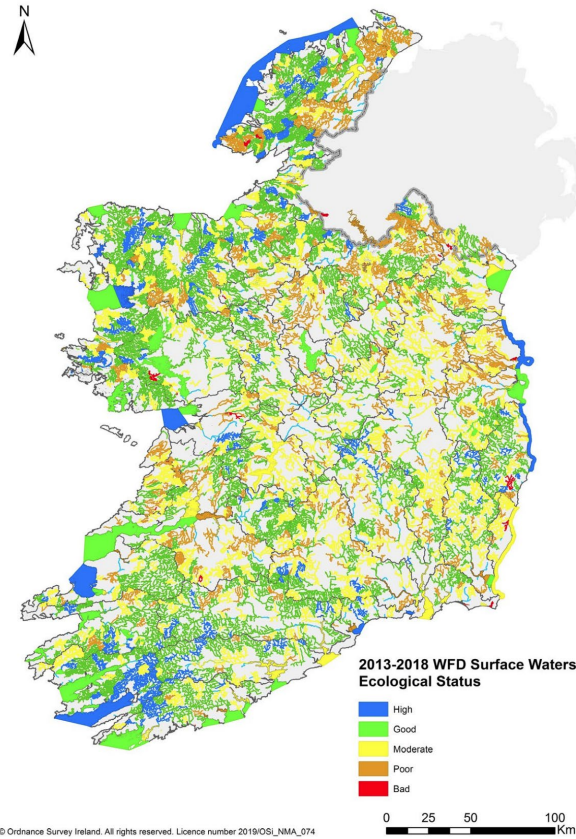 N
2013-2018 WFD Surface Waters
Ecological Status
High
Good
Moderate
Poor
Bad
0 25 50 100
Km
© Ordnance Survey Ireland. All rights reserved. Licence number 2019/OSi_NMA_074